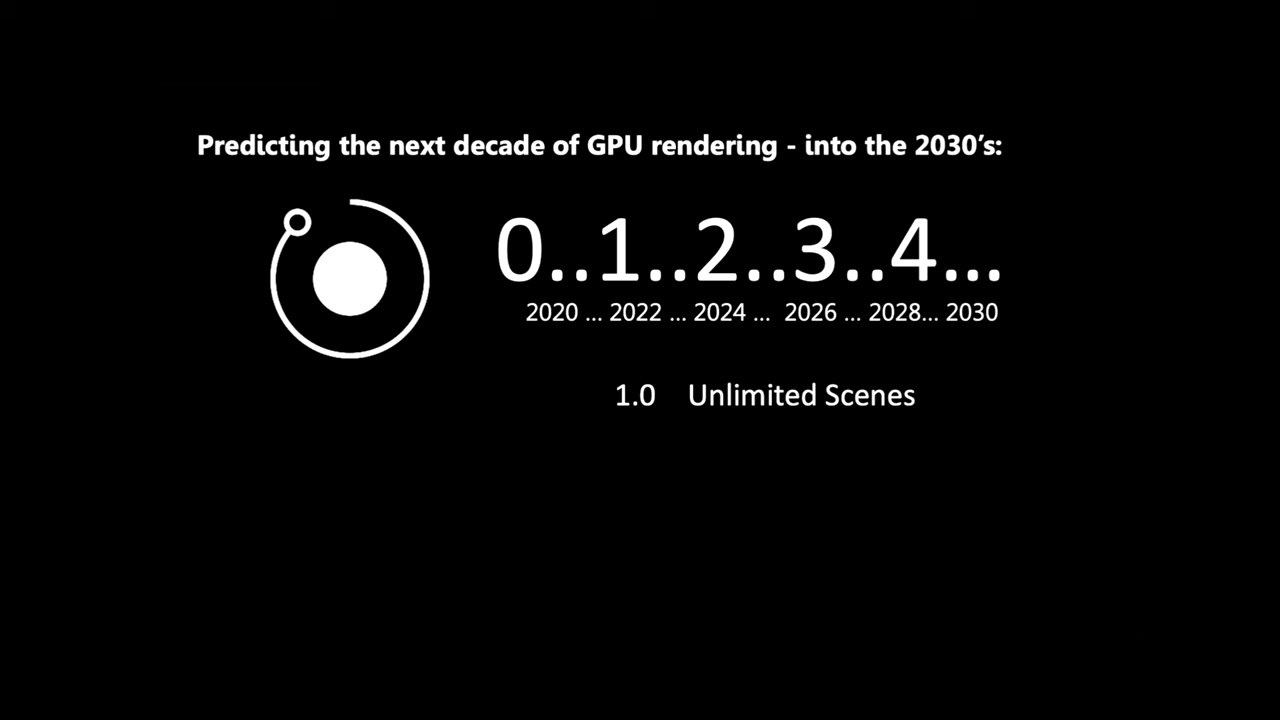 Predicting the next decade of GPU rendering - into the 2030’s:
0..1..2..3..4...
2020 ... 2022 ... 2024 ... 2026 ... 2028... 2030
1.0 Unlimited Scenes